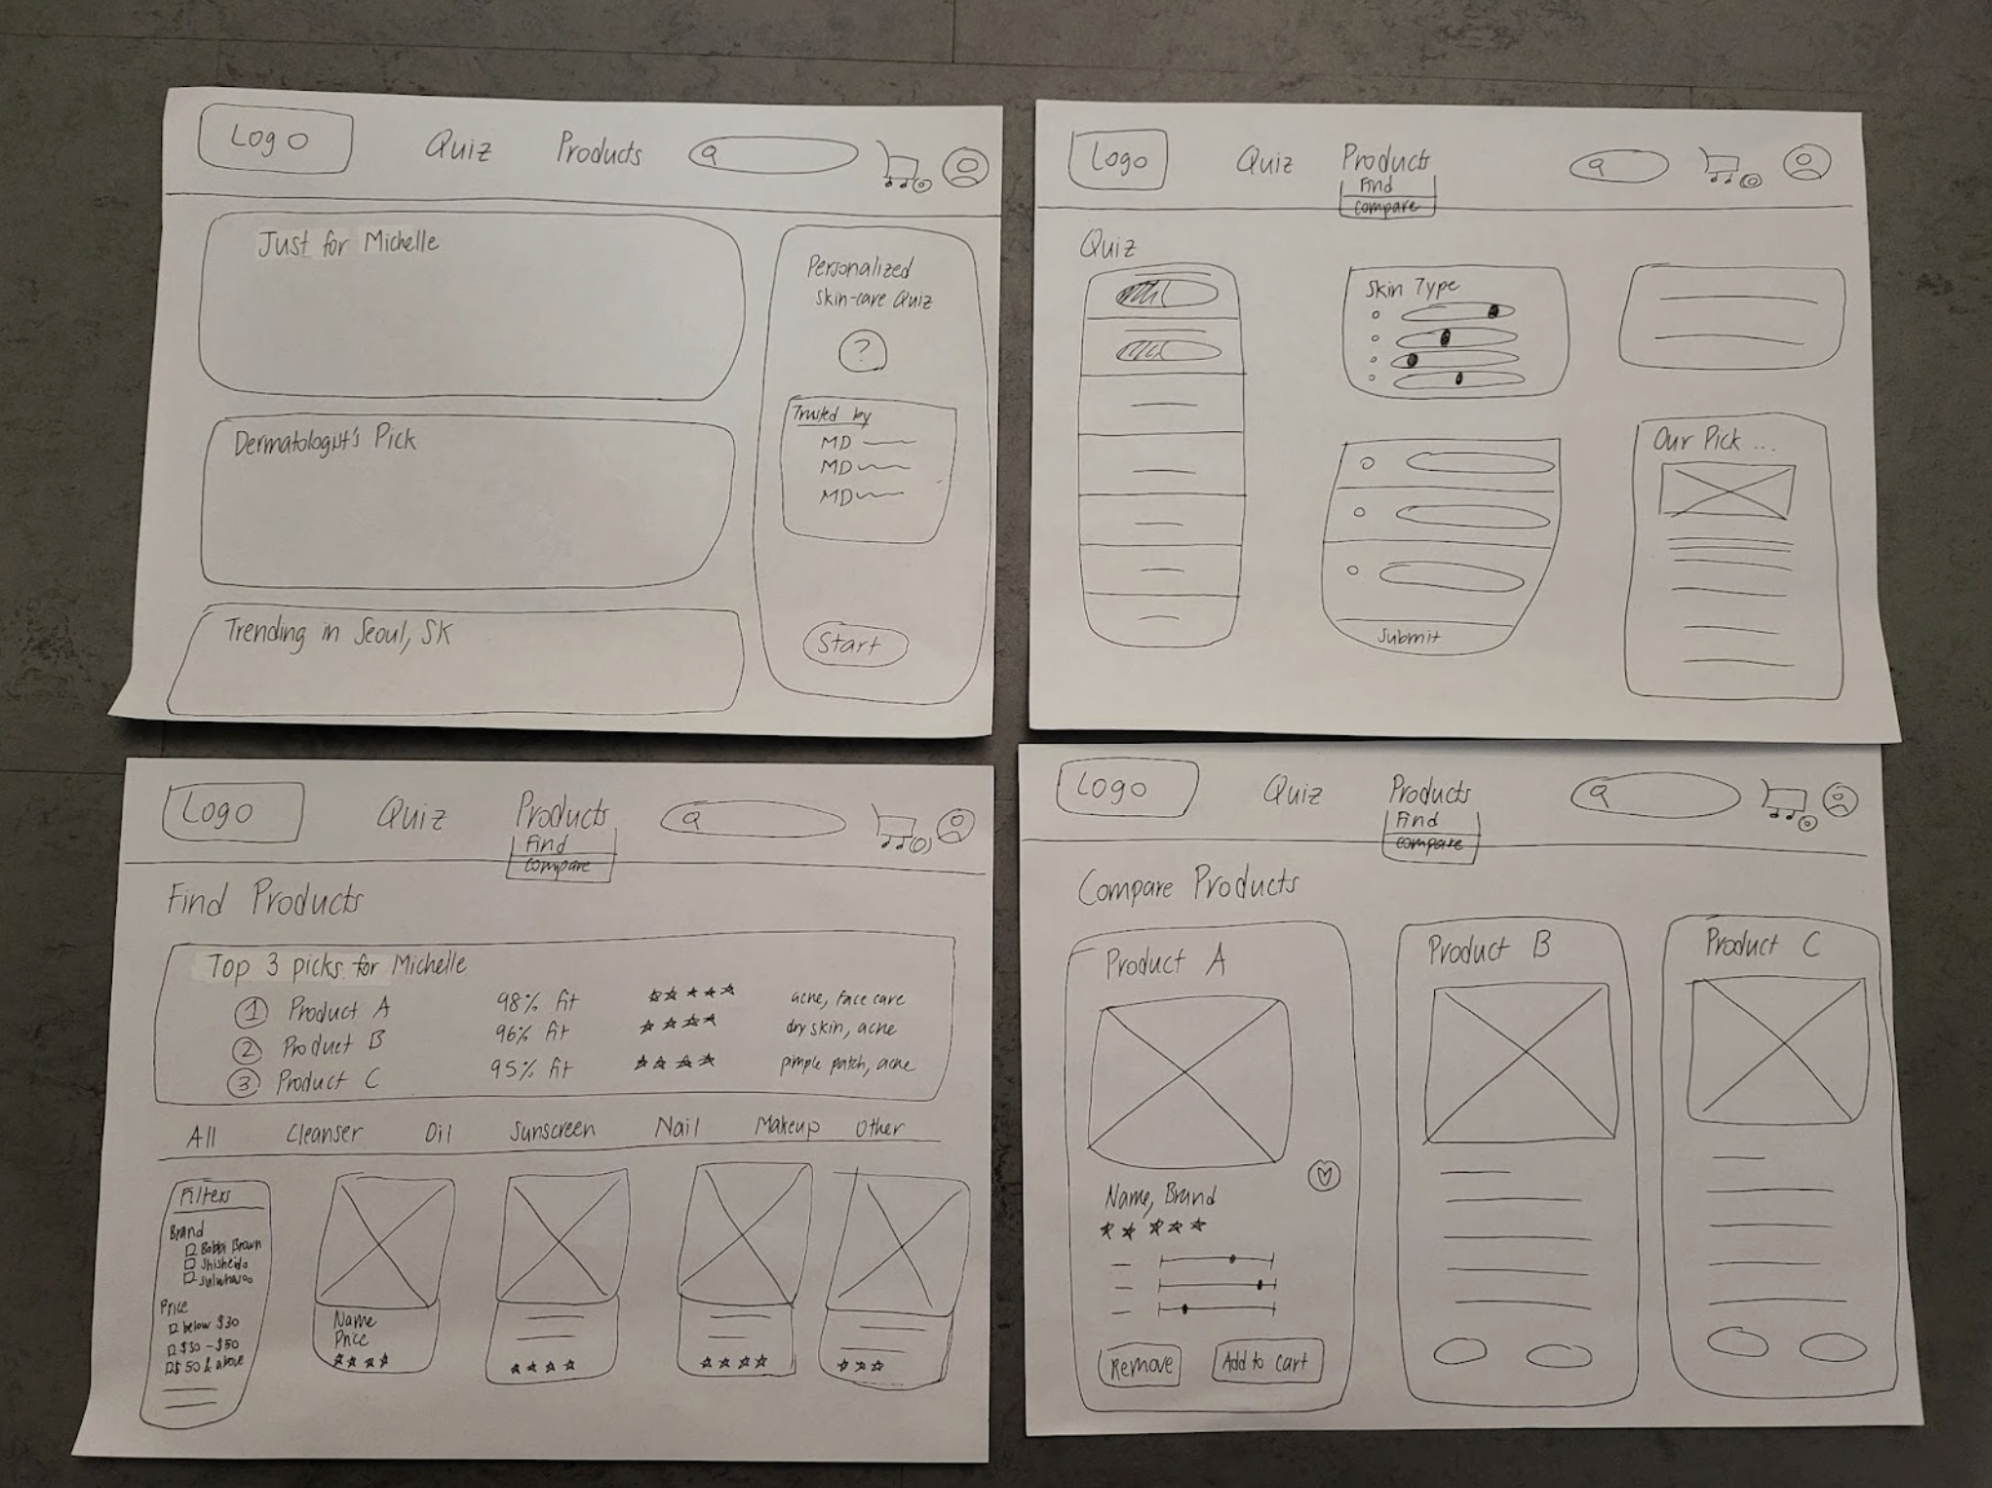 Logo
Quiz
Products
Just for Michelle
Dermatologist's Pick
Trending in Seoul, SK
Personalized
skin-care Quiz
?
Trusted by
MD
MD
MD
Start
Logo
Quiz
Products
Find
Compare
Quiz
Skin Type
Submit
Our Pick ...
Logo
Quiz
Products
Find
Compare
Find Products
Top 3 picks for Michelle
1 Product A 98% fit acne, face care
2 Product B 96% fit dry skin, acne
3 Product C 95% fit pimple patch, acne
All Cleanser Oil Sunscreen Nail Makeup Other
Filters
Brand
Bobbi Brown
Shisheido
Sulwhasoo
Price
below $30
$30 - $50
$50 & above
Name
Price
Logo
Quiz
Products
Find
Compare
Compare Products
Product A
Name, Brand
Remove
Add to cart
Product B
Product C